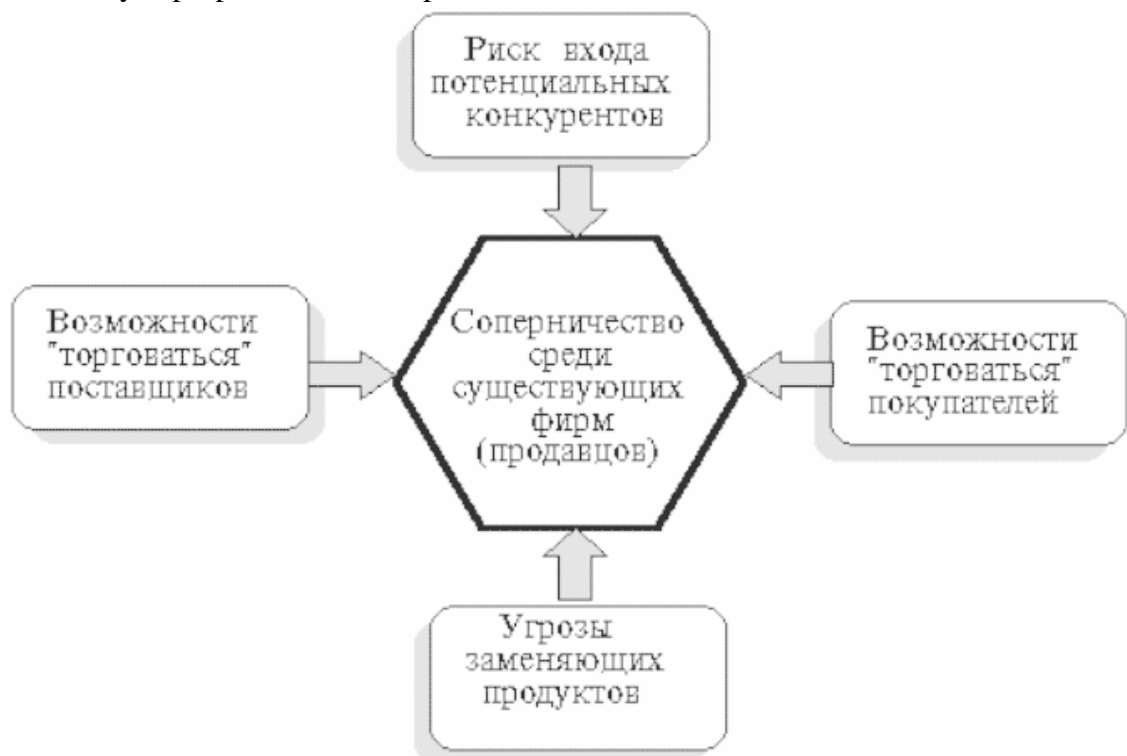 Риск входа
потенциальных
конкурентов
Возможности
"торговаться"
поставщиков
Соперничество
среди
существующих
фирм
(продавцов)
Возможности
"торговаться"
покупателей
Угрозы
заменяющих
продуктов